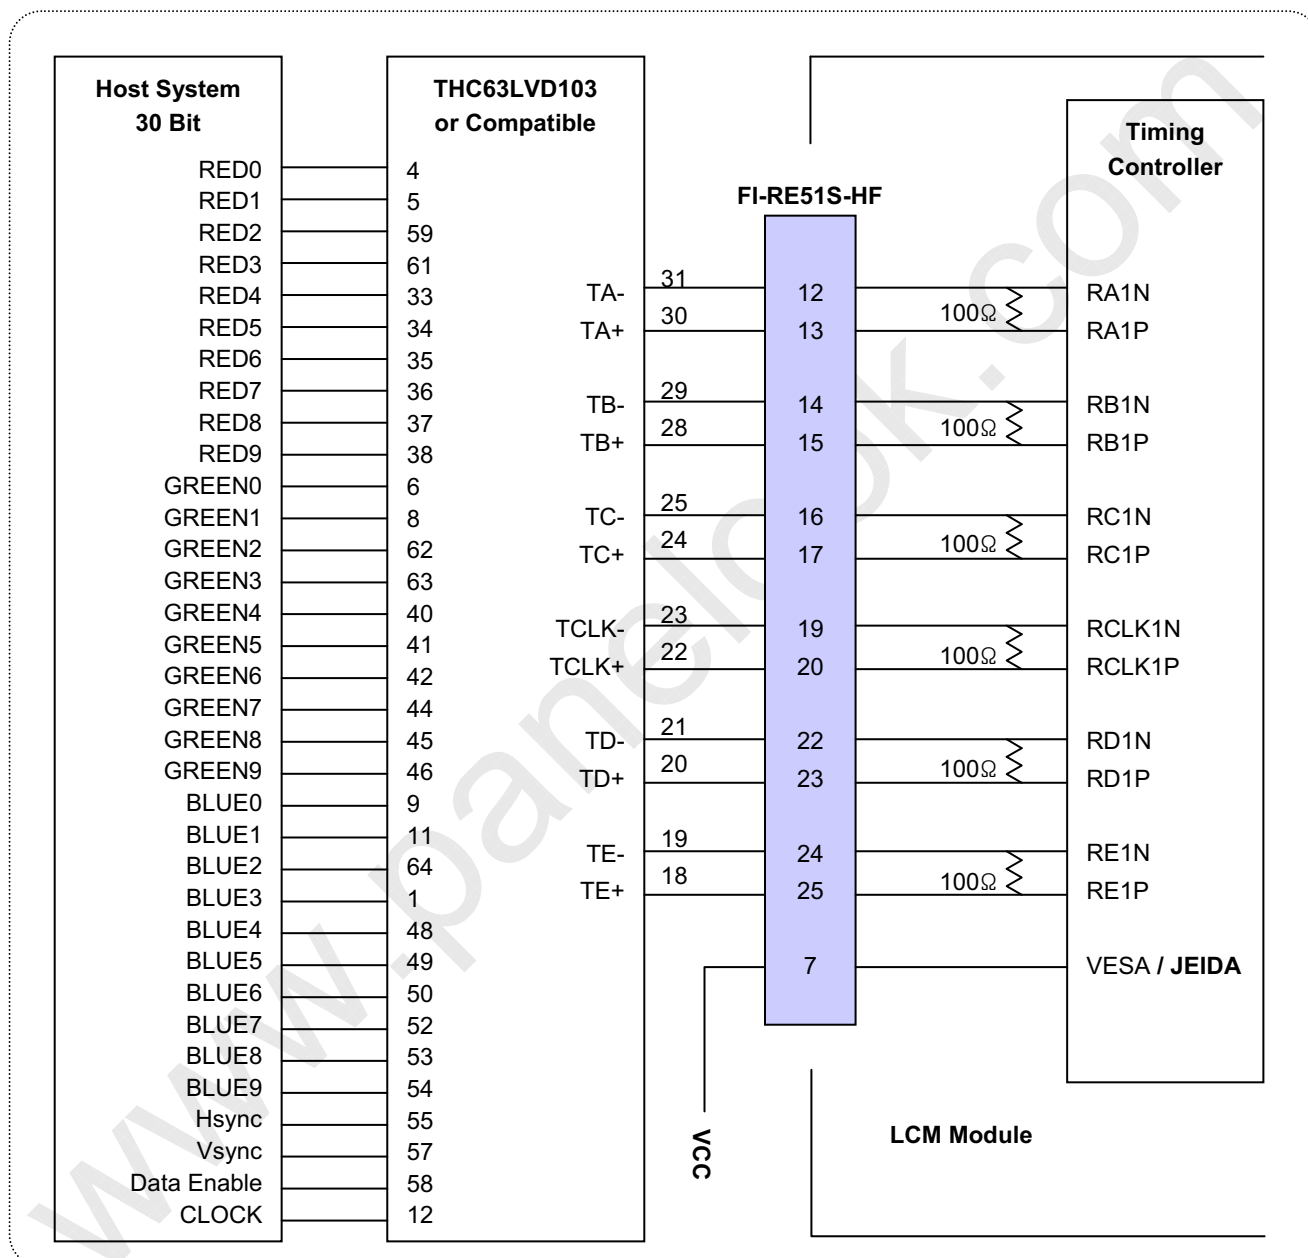 Host System
30 Bit
RED0
RED1
RED2
RED3
RED4
RED5
RED6
RED7
RED8
RED9
GREEN0
GREEN1
GREEN2
GREEN3
GREEN4
GREEN5
GREEN6
GREEN7
GREEN8
GREEN9
BLUE0
BLUE1
BLUE2
BLUE3
BLUE4
BLUE5
BLUE6
BLUE7
BLUE8
BLUE9
Hsync
Vsync
Data Enable
CLOCK
THC63LVD103
or Compatible
4
5
59
61
33
34
35
36
37
38
6
8
62
63
40
41
42
44
45
46
9
11
64
1
48
49
50
52
53
54
55
57
58
12
TA-
TA+
TB-
TB+
TC-
TC+
TCLK-
TCLK+
TD-
TD+
TE-
TE+
31
30
29
28
25
24
23
22
21
20
19
18
FI-RE51S-HF
12
13
14
15
16
17
19
20
22
23
24
25
7
VCC
100Ω
100Ω
100Ω
100Ω
100Ω
100Ω
Timing
Controller
RA1N
RA1P
RB1N
RB1P
RC1N
RC1P
RCLK1N
RCLK1P
RD1N
RD1P
RE1N
RE1P
VESA / JEIDA
LCM Module
www.panelook.com